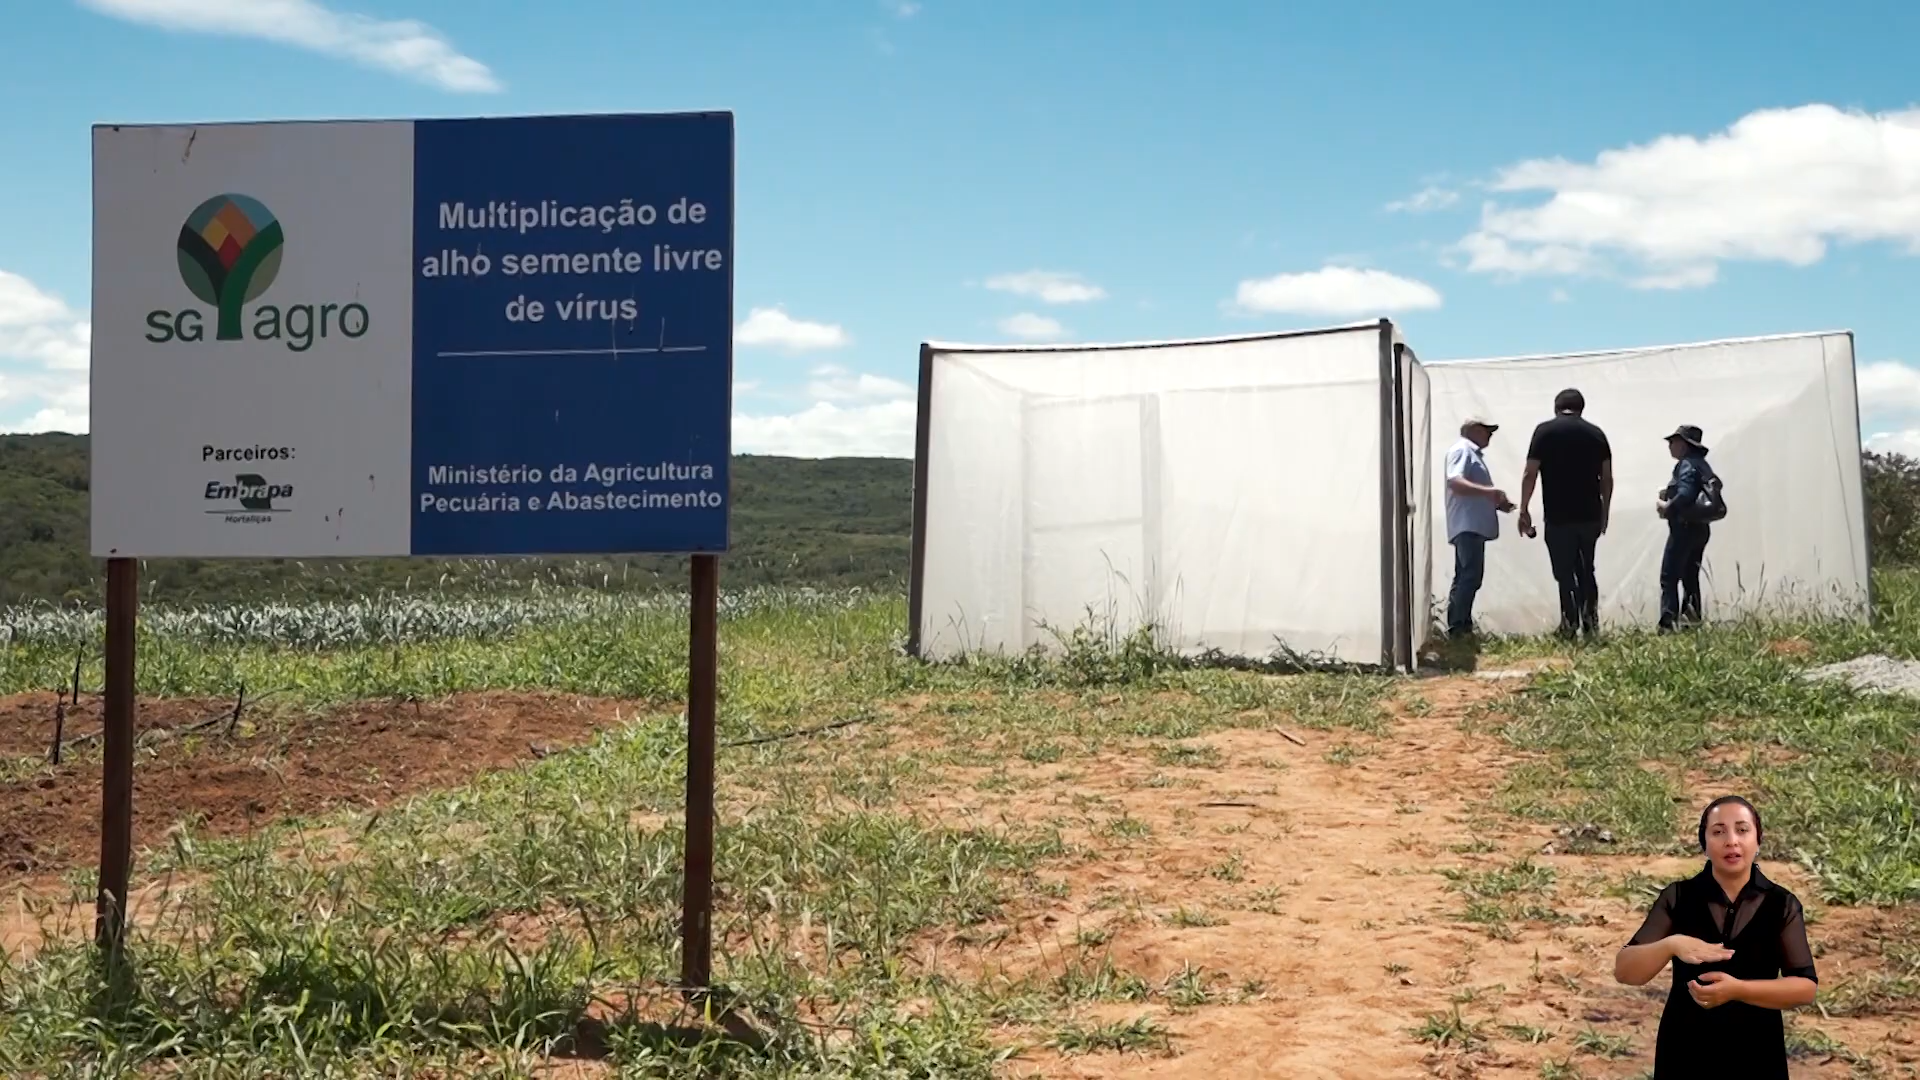 SG agro
Parceiros:
Embrapa
Hortaliças
Multiplicação de
alho semente livre
de vírus
Ministério da Agricultura
Pecuária e Abastecimento